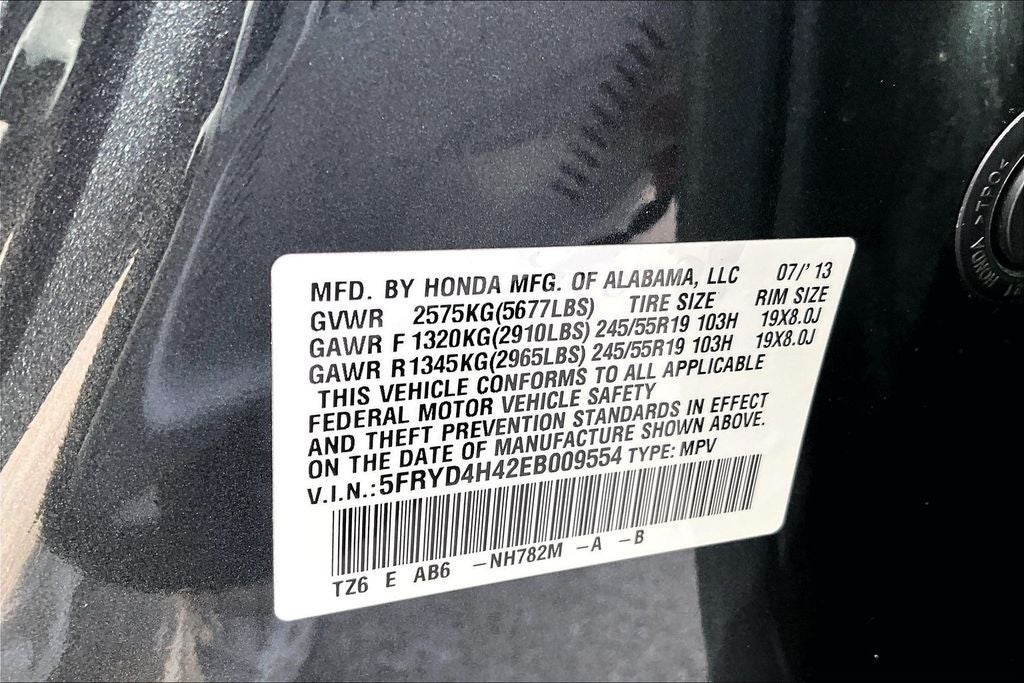 MFD. BY HONDA MFG. OF ALABAMA, LLC 07/'13
GVWR 2575KG(5677LBS) TIRE SIZE RIM SIZE
GAWR F 1320KG(2910LBS) 245/55R19 103H 19X8.0J
GAWR R 1345KG(2965LBS) 245/55R19 103H 19X8.0J
THIS VEHICLE CONFORMS TO ALL APPLICABLE
FEDERAL MOTOR VEHICLE SAFETY
AND THEFT PREVENTION STANDARDS IN EFFECT
ON THE DATE OF MANUFACTURE SHOWN ABOVE.
V.I.N.: 5FRYD4H42EB009554 TYPE: MPV
TZ6 E AB6 -NH782M -A -B
>TPO<